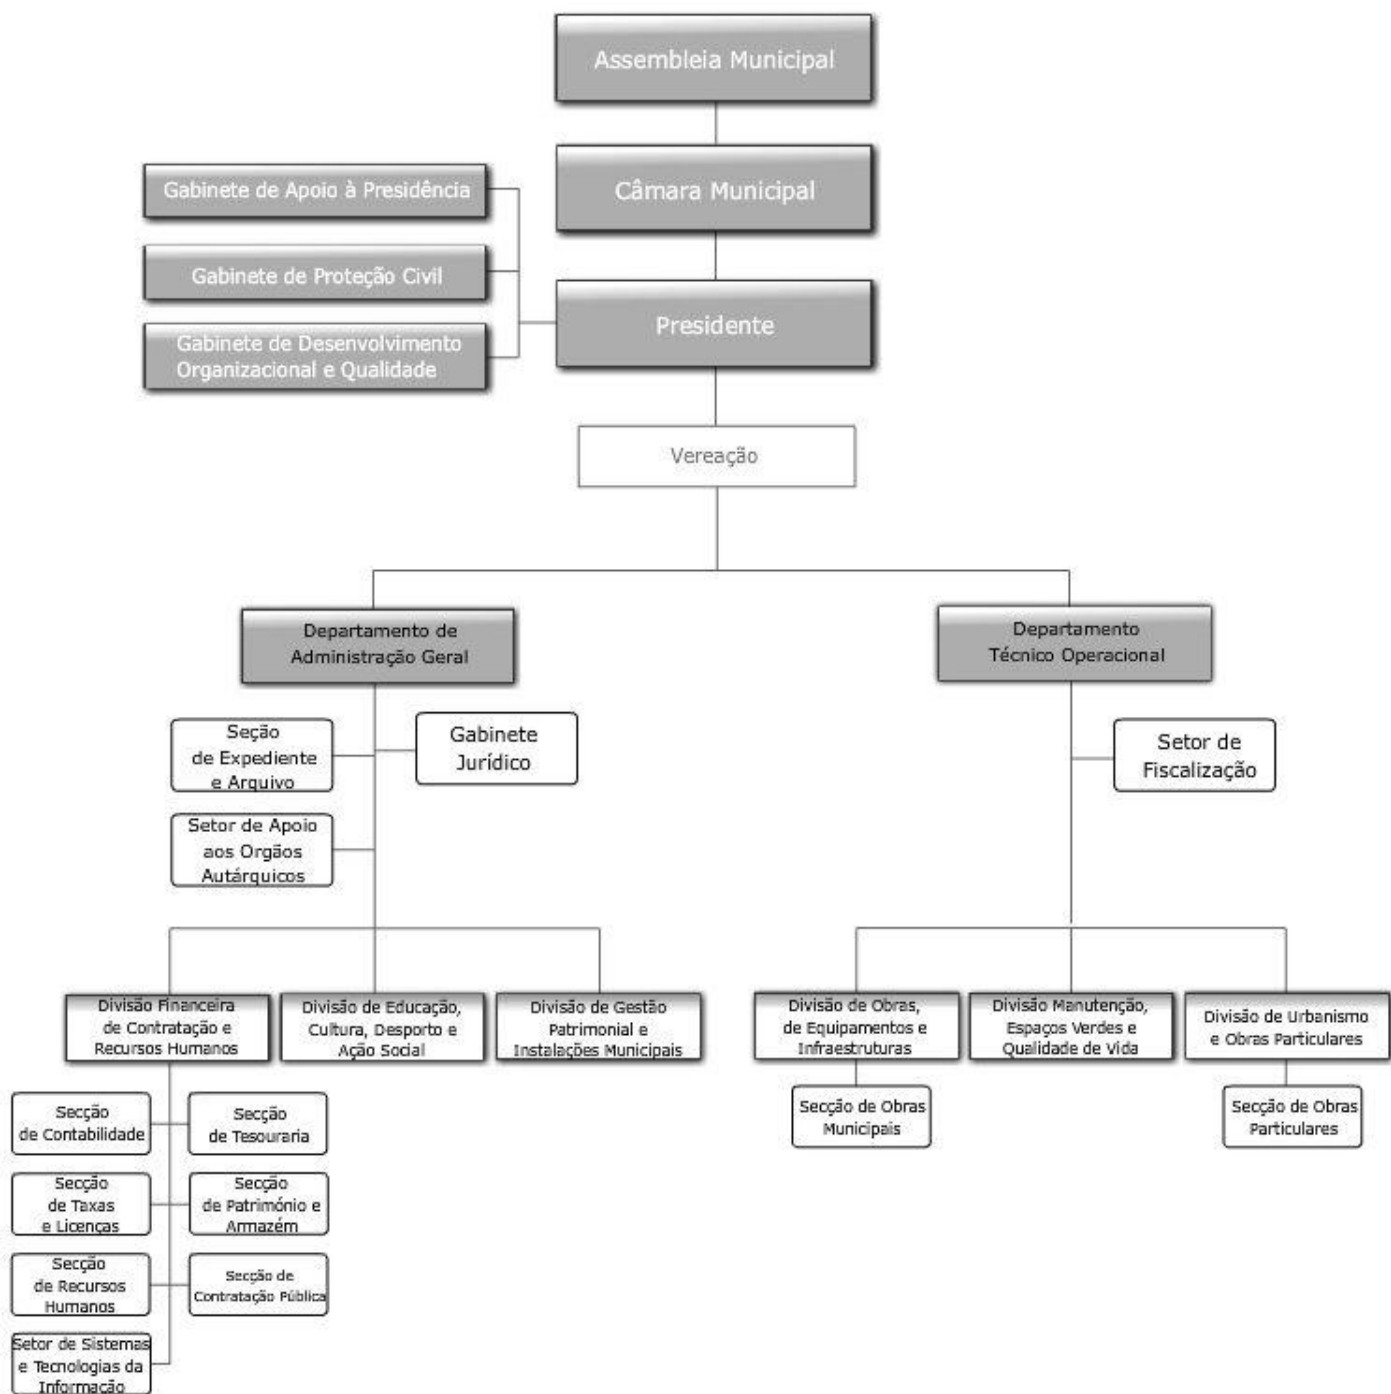 Assembleia Municipal
Câmara Municipal
Gabinete de Apoio à Presidência
Gabinete de Proteção Civil
Gabinete de Desenvolvimento
Organizacional e Qualidade
Presidente
Vereação
Departamento de
Administração Geral
Departamento
Técnico Operacional
Seção
de Expediente
e Arquivo
Gabinete
Jurídico
Setor de
Fiscalização
Setor de Apoio
aos Orgãos
Autárquicos
Divisão Financeira
de Contratação e
Recursos Humanos
Divisão de Educação,
Cultura, Desporto e
Ação Social
Divisão de Gestão
Patrimonial e
Instalações Municipais
Divisão de Obras,
de Equipamentos e
Infraestruturas
Divisão Manutenção,
Espaços Verdes e
Qualidade de Vida
Divisão de Urbanismo
e Obras Particulares
Secção
de Contabilidade
Secção
de Tesouraria
Secção de Obras
Municipais
Secção de Obras
Particulares
Secção
de Taxas
e Licenças
Secção
de Património e
Armazém
Secção
de Recursos
Humanos
Secção de
Contratação Pública
Setor de Sistemas
e Tecnologias da
Informação